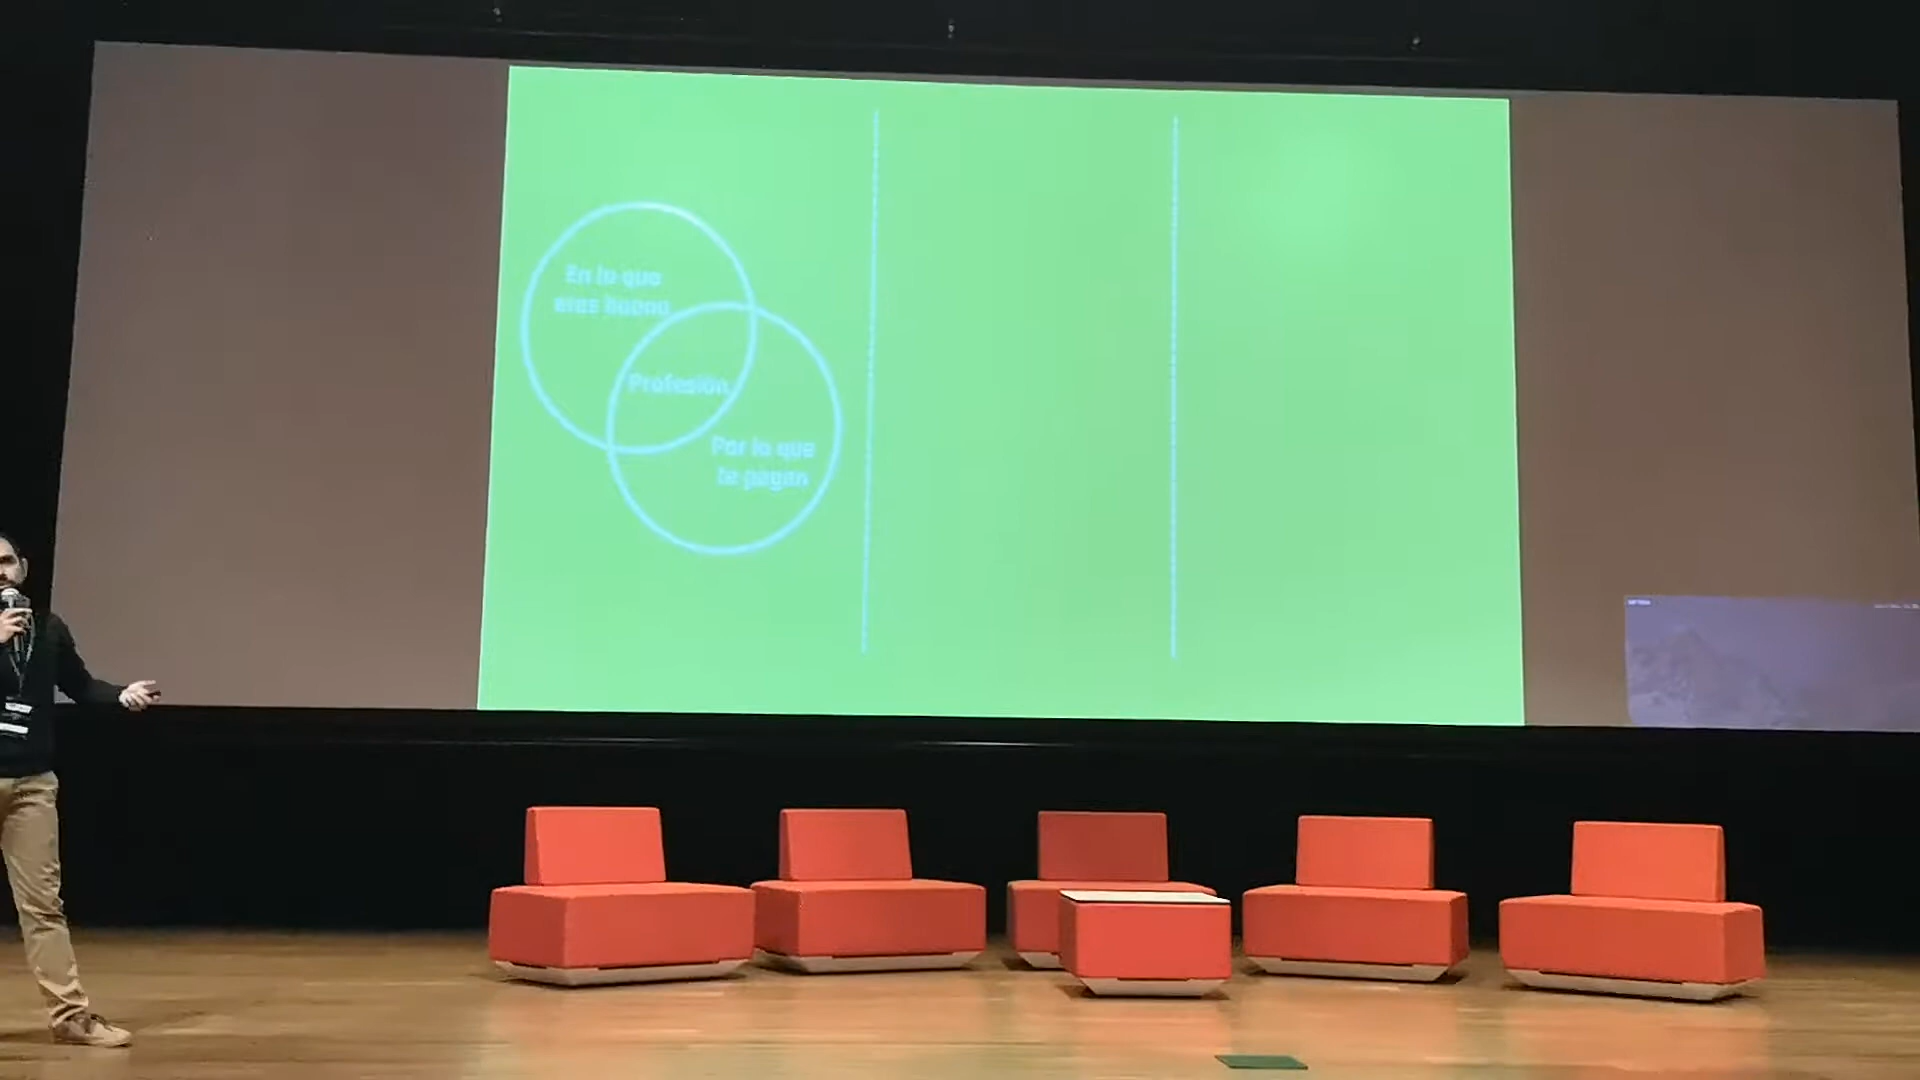 En lo que
eres bueno
Profesión
Por lo que
te pagan